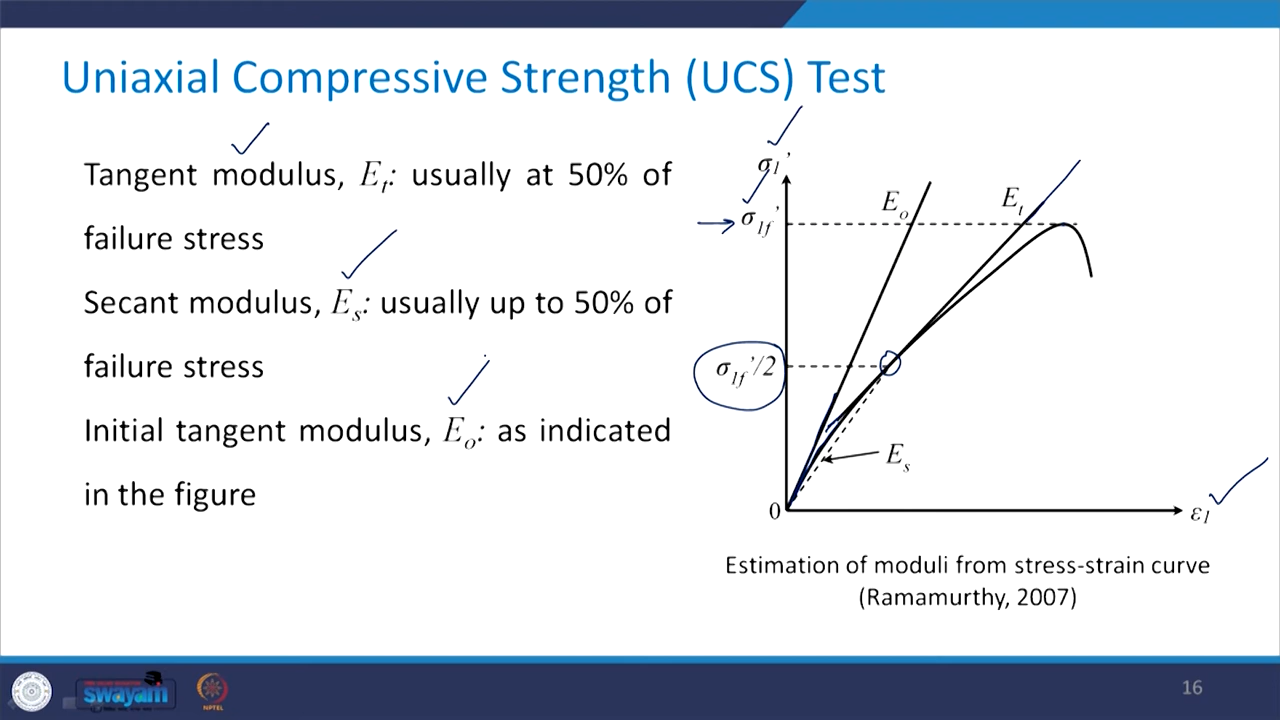 Uniaxial Compressive Strength (UCS) Test
Tangent modulus, Et: usually at 50% of
failure stress
Secant modulus, Es: usually up to 50% of
failure stress
Initial tangent modulus, Eo: as indicated
in the figure
σ1'
σ1f'
Eo
Et
σ1f'/2
Es
0
ε1
Estimation of moduli from stress-strain curve
(Ramamurthy, 2007)
swayam
NPTEL
16